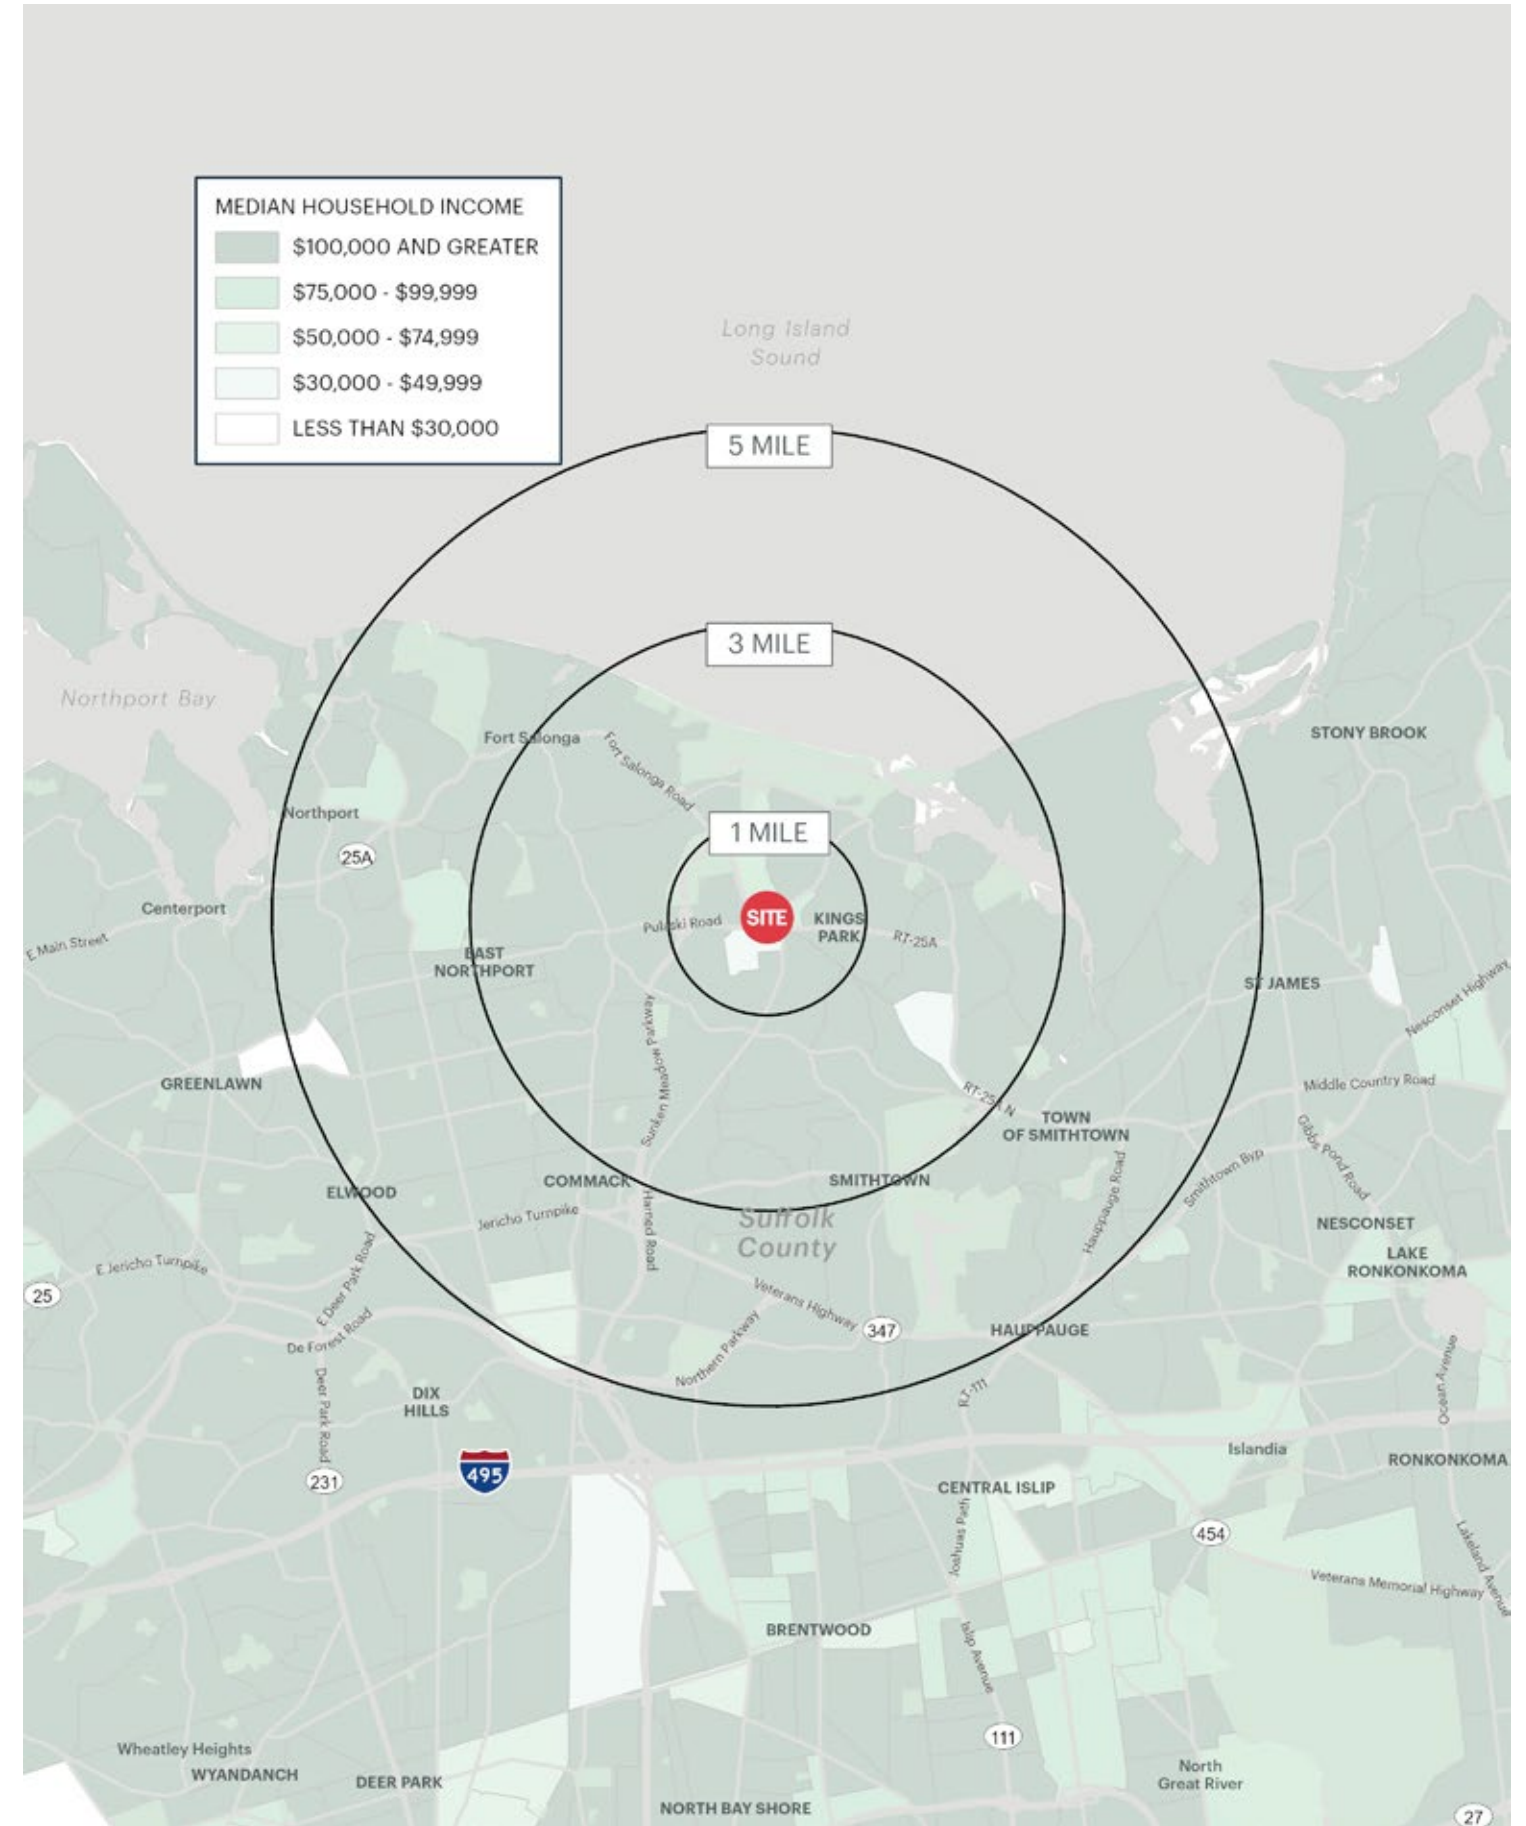 MEDIAN HOUSEHOLD INCOME
$100,000 AND GREATER
$75,000 - $99,999
$50,000 - $74,999
$30,000 - $49,999
LESS THAN $30,000
Long Island
Sound
5 MILE
3 MILE
Northport Bay
Fort Salonga
Fort Salonga Road
STONY BROOK
Northport
1 MILE
25A
Centerport
E Main Street
Pulaski Road
SITE
KINGS
PARK
RT-25A
EAST
NORTHPORT
ST JAMES
Nesconset Highway
Sunken Meadow Parkway
GREENLAWN
RT-25A N
Middle Country Road
TOWN
OF SMITHTOWN
Gibbs Pond Road
Smithtown Byp
ELWOOD
COMMACK
SMITHTOWN
Hauppauge Road
Jericho Turnpike
Harned Road
Suffolk
County
NESCONSET
LAKE
RONKONKOMA
E Jericho Turnpike
E Deer Park Road
25
Veterans Highway
347
HAUPPAUGE
De Forest Road
Northern Parkway
Deer Park Road
DIX
HILLS
RT-111
Ocean Avenue
Islandia
RONKONKOMA
495
231
CENTRAL ISLIP
Joshuas Path
454
Lakeland Avenue
Veterans Memorial Highway
BRENTWOOD
Islip Avenue
111
Wheatley Heights
WYANDANCH
DEER PARK
North
Great River
NORTH BAY SHORE
27